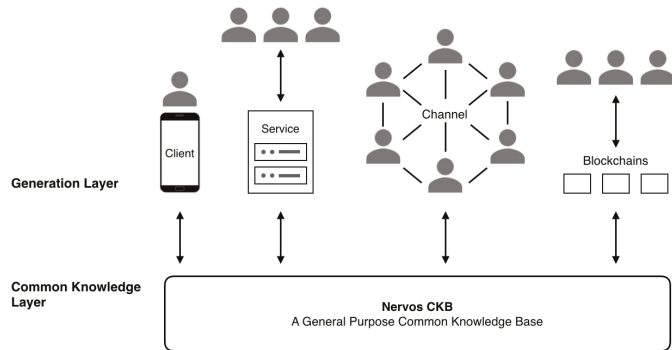 Service
Channel
Client
Blockchains
Generation Layer
Common Knowledge
Layer
Nervos CKB
A General Purpose Common Knowledge Base